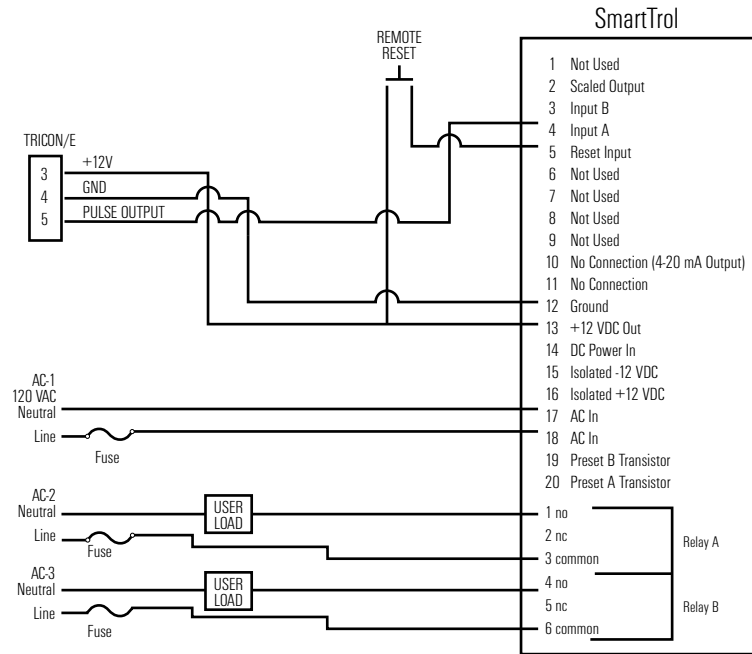 SmartTrol
REMOTE
RESET
1 Not Used
2 Scaled Output
3 Input B
4 Input A
5 Reset Input
6 Not Used
7 Not Used
8 Not Used
9 Not Used
10 No Connection (4-20 mA Output)
11 No Connection
12 Ground
13 +12 VDC Out
14 DC Power In
15 Isolated -12 VDC
16 Isolated +12 VDC
17 AC In
18 AC In
19 Preset B Transistor
20 Preset A Transistor
TRICON/E
3 +12V
4 GND
5 PULSE OUTPUT
AC-1
120 VAC
Neutral
Line
Fuse
AC-2
Neutral
USER
LOAD
Line
Fuse
AC-3
Neutral
USER
LOAD
Line
Fuse
1 no
2 nc
3 common
Relay A
4 no
5 nc
6 common
Relay B